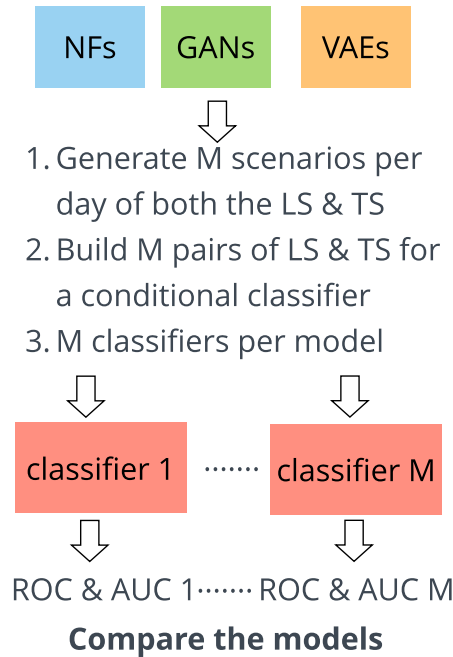 NFs GANs VAEs
1. Generate M scenarios per
day of both the LS & TS
2. Build M pairs of LS & TS for
a conditional classifier
3. M classifiers per model
classifier 1 ······· classifier M
ROC & AUC 1······· ROC & AUC M
Compare the models